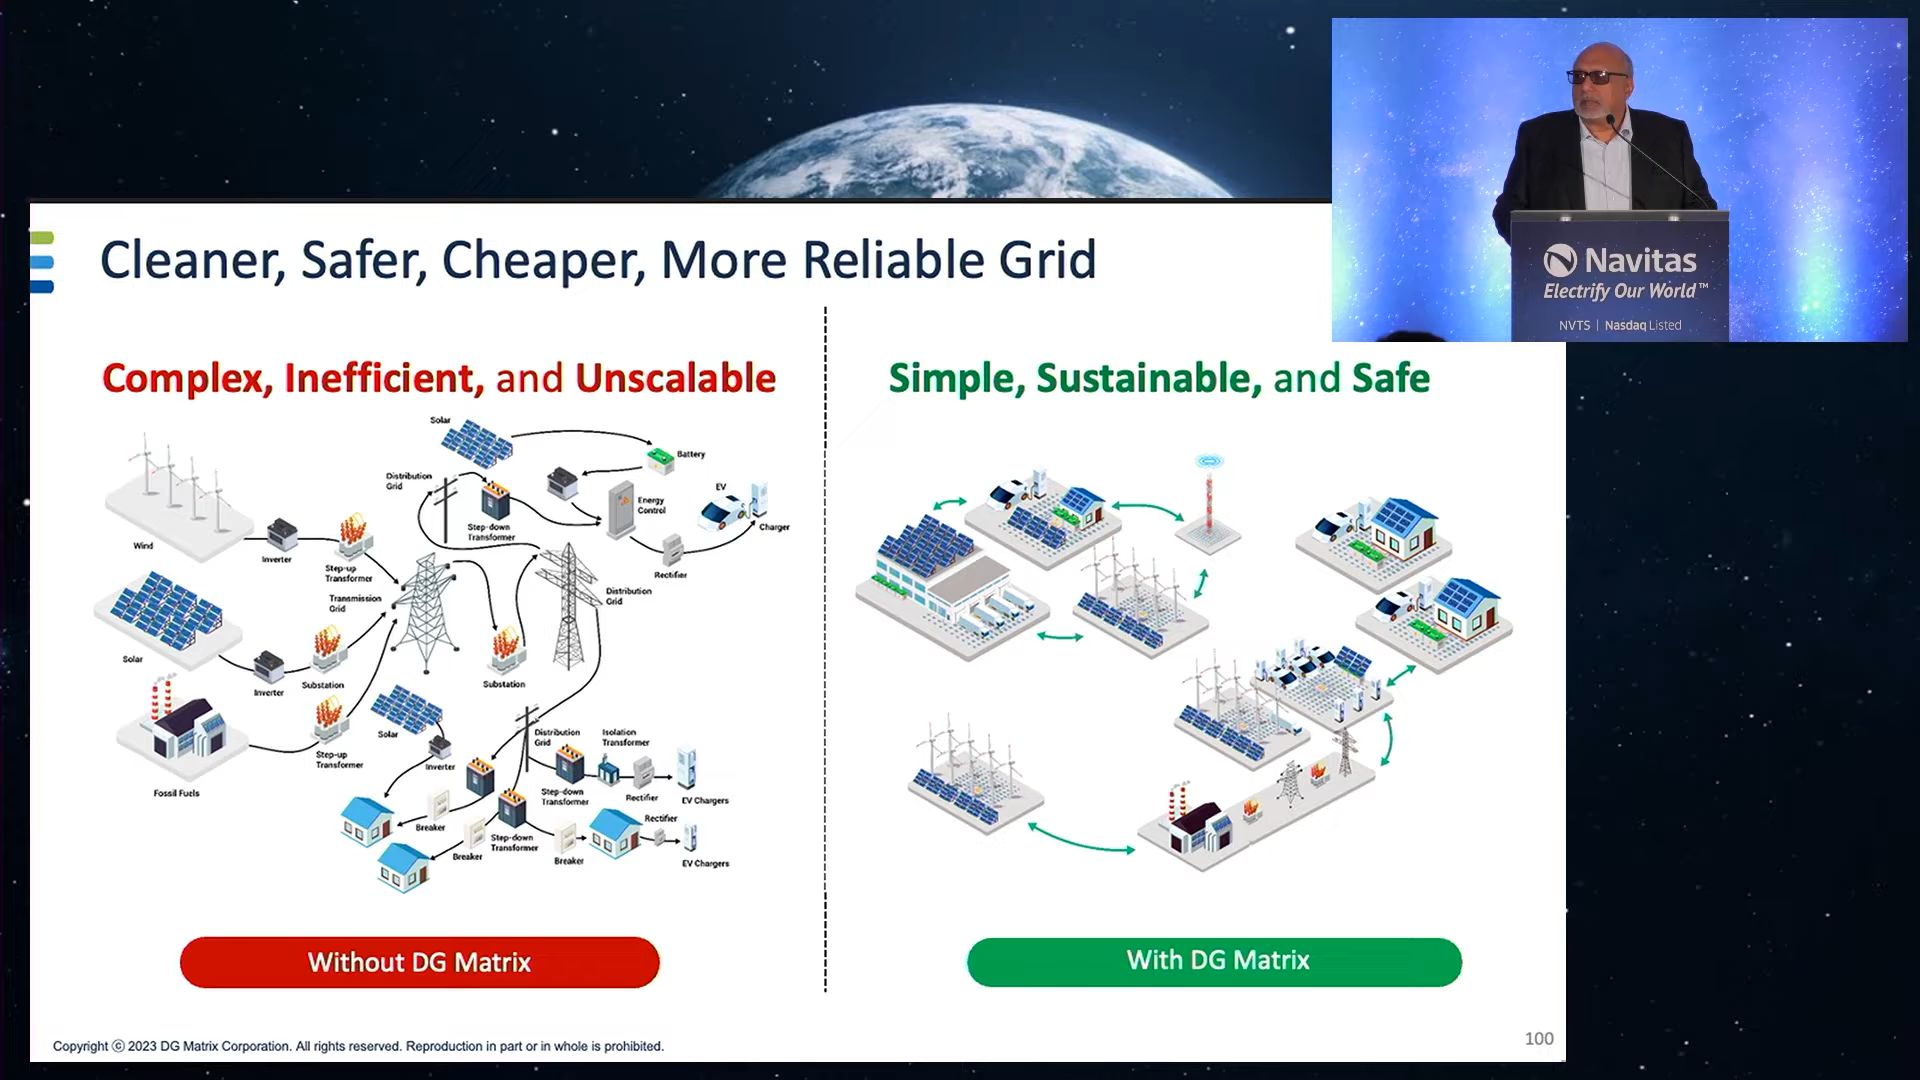 Cleaner, Safer, Cheaper, More Reliable Grid
Navitas
Electrify Our World™
NVTS | Nasdaq Listed
Complex, Inefficient, and Unscalable
Solar
Battery
Distribution
Grid
Energy
Control
EV
Charger
Step-down
Transformer
Rectifier
Wind
Inverter
Step-up
Transformer
Transmission
Grid
Distribution
Grid
Solar
Inverter
Substation
Substation
Solar
Inverter
Step-up
Transformer
Fossil Fuels
Distribution
Grid
Isolation
Transformer
Step-down
Transformer
Rectifier
EV Chargers
Breaker
Breaker
Step-down
Transformer
Breaker
Rectifier
EV Chargers
Without DG Matrix
Simple, Sustainable, and Safe
With DG Matrix
Copyright ⓒ 2023 DG Matrix Corporation. All rights reserved. Reproduction in part or in whole is prohibited.
100